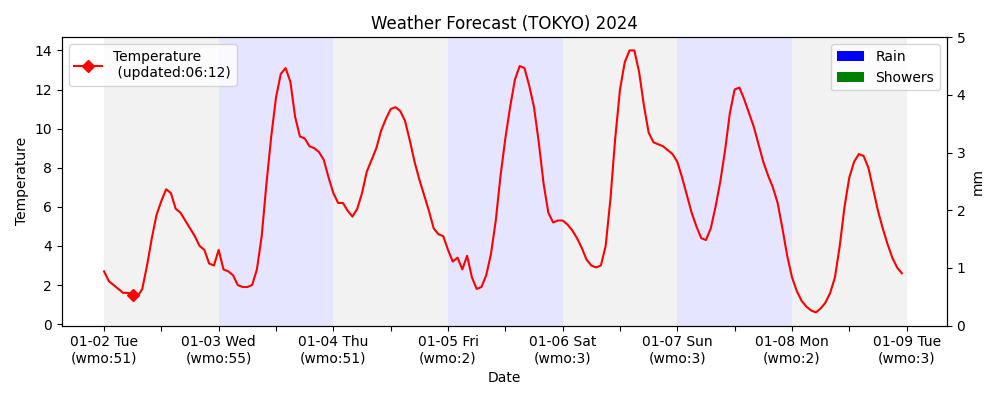 Weather Forecast (TOKYO) 2024
Temperature
(updated:06:12)
Rain
Showers
14
12
10
8
6
4
2
0
Temperature
5
4
3
2
1
0
mm
01-02 Tue 01-03 Wed 01-04 Thu 01-05 Fri 01-06 Sat 01-07 Sun 01-08 Mon 01-09 Tue
(wmo:51) (wmo:55) (wmo:51) (wmo:2) (wmo:3) (wmo:3) (wmo:2) (wmo:3)
Date